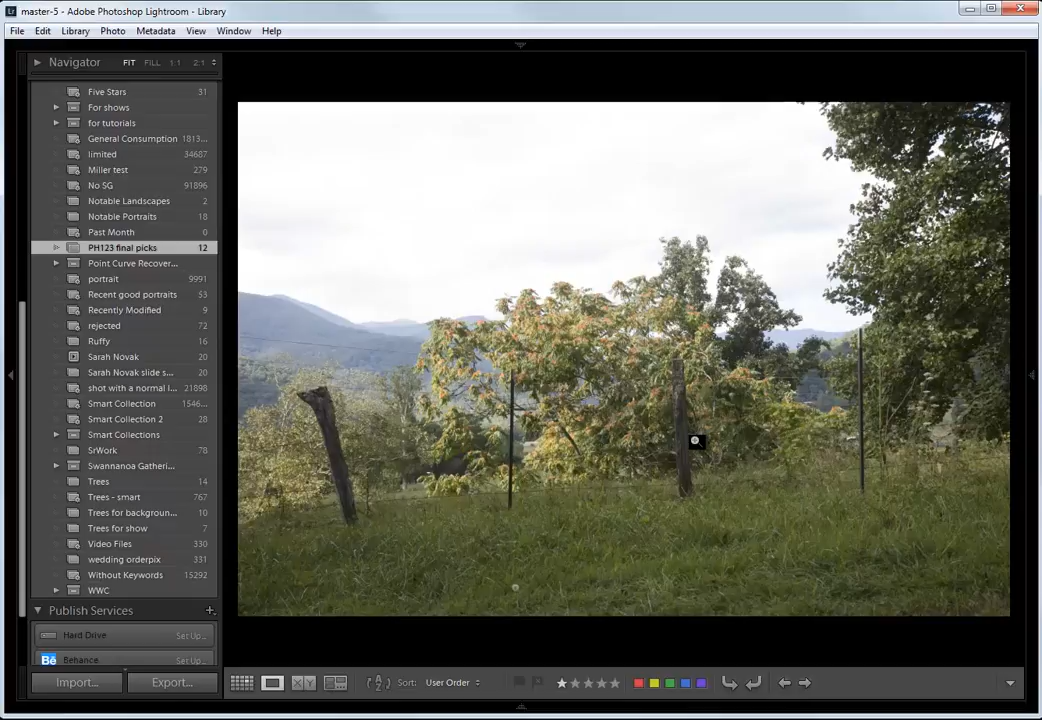 master-5 - Adobe Photoshop Lightroom - Library
File Edit Library Photo Metadata View Window Help
Navigator FIT FILL 1:1 2:1
Five Stars 31
For shows
for tutorials
General Consumption 1813...
limited 34687
Miller test 279
No SG 91896
Notable Landscapes 2
Notable Portraits 18
Past Month 0
PH123 final picks 12
Point Curve Recover...
portrait 9991
Recent good portraits 53
Recently Modified 9
rejected 72
Ruffy 16
Sarah Novak 20
Sarah Novak slide s... 20
shot with a normal l... 21898
Smart Collection 1546...
Smart Collection 2 28
Smart Collections
SrWork 78
Swannanoa Gatheri...
Trees 14
Trees - smart 767
Trees for backgroun... 10
Trees for show 7
Video Files 330
wedding orderpix 331
Without Keywords 15292
WWC
Publish Services
Hard Drive Set Up...
Bē Behance Set Up...
Import... Export... Sort: User Order